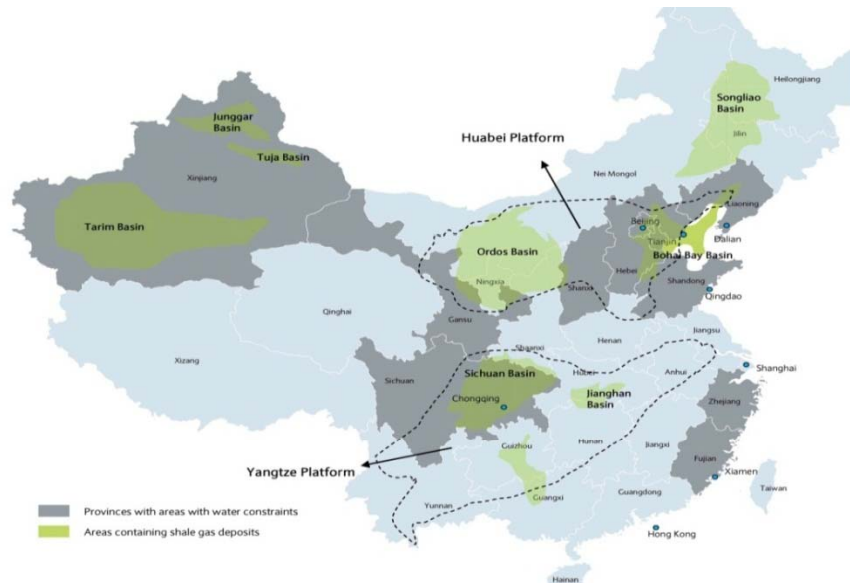 Heilongjiang
Songliao
Basin
Jilin
Junggar
Basin
Huabei Platform
Tuja Basin
Xinjiang
Nei Mongol
Liaoning
Beijing
Tarim Basin
Tianjin
Dalian
Ordos Basin
Bohai Bay Basin
Hebei
Ningxia
Shanxi
Shandong
Qingdao
Qinghai
Gansu
Jiangsu
Shaanxi
Henan
Xizang
Sichuan
Sichuan Basin
Hubei
Anhui
Shanghai
Chongqing
Jianghan
Basin
Zhejiang
Guizhou
Hunan
Jiangxi
Yangtze Platform
Fujian
Xiamen
Yunnan
Guangxi
Guangdong
Taiwan
Provinces with areas with water constraints
Areas containing shale gas deposits
Hong Kong
Hainan